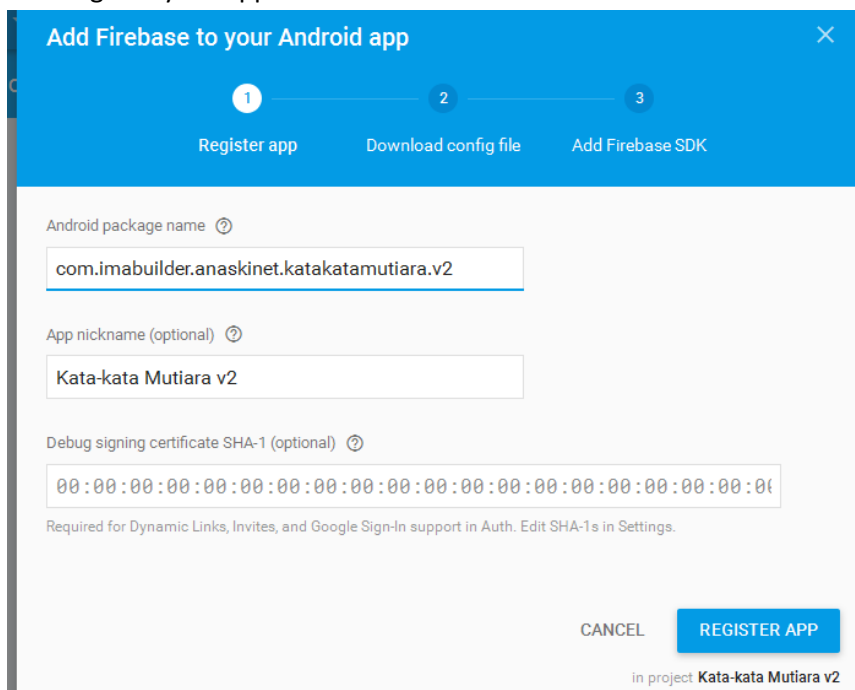 Add Firebase to your Android app
1
2
3
Register app
Download config file
Add Firebase SDK
Android package name
com.imabuilder.anaskinet.katakatamutiara.v2
App nickname (optional)
Kata-kata Mutiara v2
Debug signing certificate SHA-1 (optional)
00:00:00:00:00:00:00:00:00:00:00:00:00:00:00:00:00:00:0
Required for Dynamic Links, Invites, and Google Sign-In support in Auth. Edit SHA-1s in Settings.
CANCEL
REGISTER APP
in project Kata-kata Mutiara v2